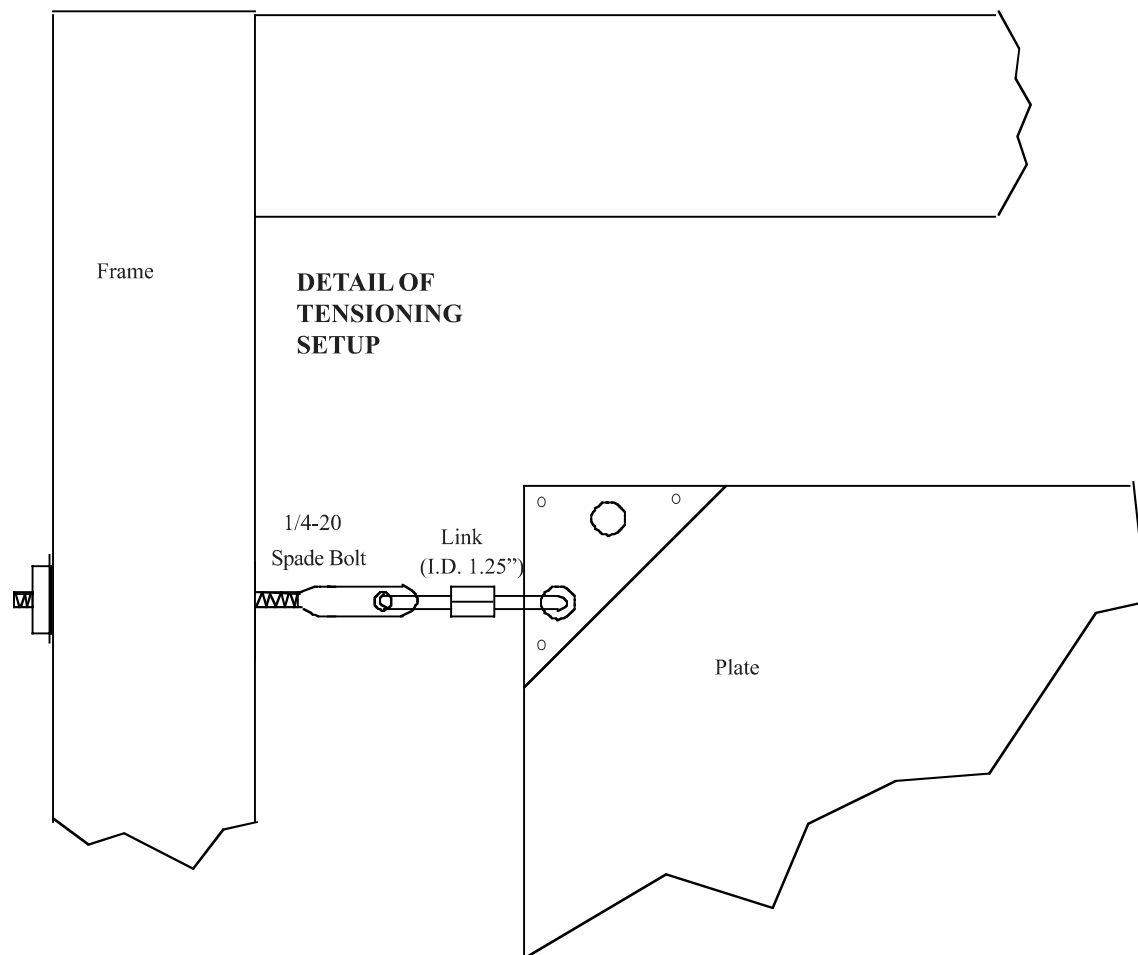 Frame
DETAIL OF
TENSIONING
SETUP
1/4-20
Spade Bolt
Link
(I.D. 1.25”)
Plate